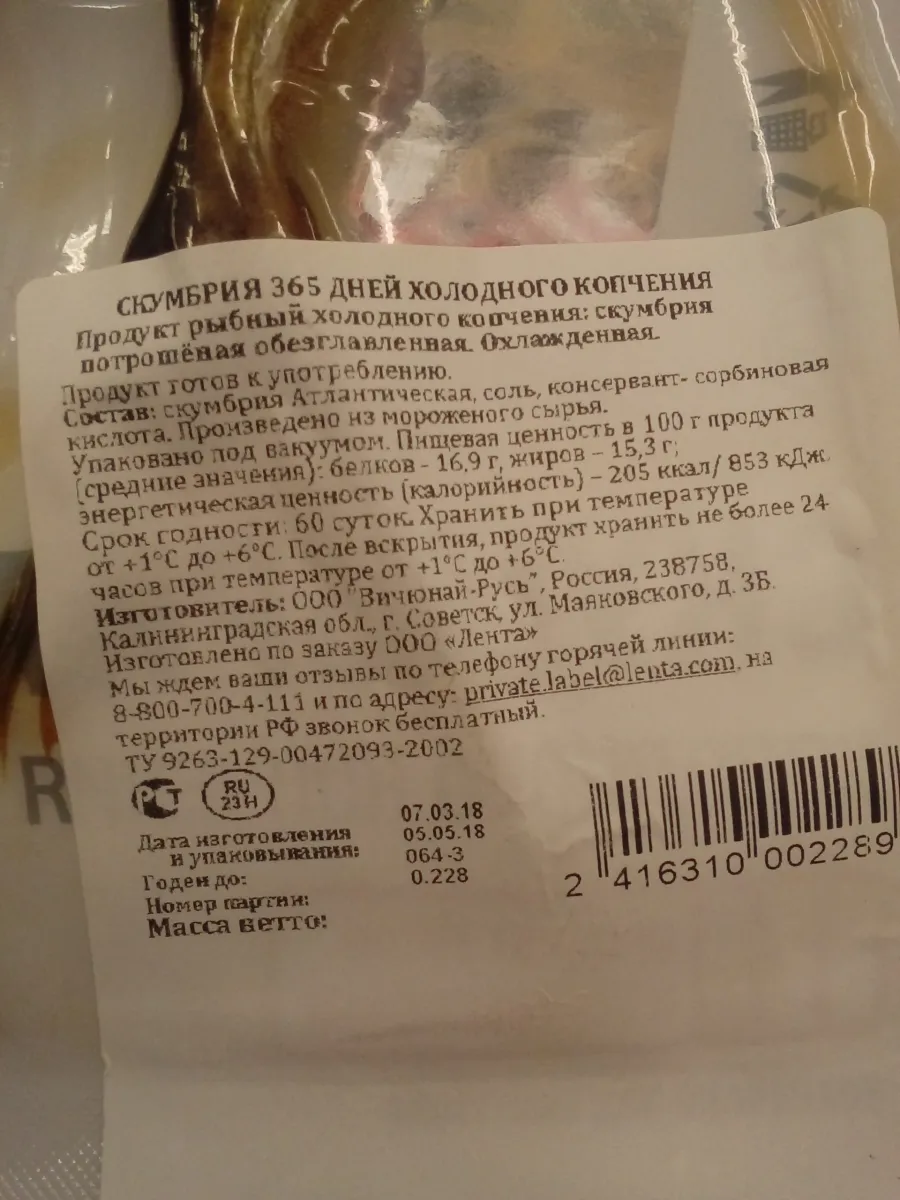 СКУМБРИЯ 365 ДНЕЙ ХОЛОДНОГО КОПЧЕНИЯ
Продукт рыбный холодного копчения: скумбрия
потрошёная обезглавленная. Охлажденная.
Продукт готов к употреблению.
Состав: скумбрия Атлантическая, соль, консервант- сорбиновая
кислота. Произведено из мороженого сырья.
Упаковано под вакуумом. Пищевая ценность в 100 г продукта
(средние значения): белков - 16,9 г, жиров – 15,3 г;
энергетическая ценность (калорийность) – 205 ккал/ 853 кДж.
Срок годности: 60 суток. Хранить при температуре
от +1°С до +6°С. После вскрытия, продукт хранить не более 24
часов при температуре от +1°С до +6°С.
Изготовитель: ООО "Вичюнай-Русь", Россия, 238758,
Калининградская обл., г. Советск, ул. Маяковского, д. 3Б.
Изготовлено по заказу ООО «Лента»
Мы ждем ваши отзывы по телефону горячей линии:
8-800-700-4-111 и по адресу: private.label@lenta.com, на
территории РФ звонок бесплатный.
ТУ 9263-129-00472093-2002
РСТ RU 23Н
Дата изготовления
и упаковывания:
Годен до:
Номер партии:
Масса нетто:
07.03.18
05.05.18
064-3
0.228
2 416310 002289
R